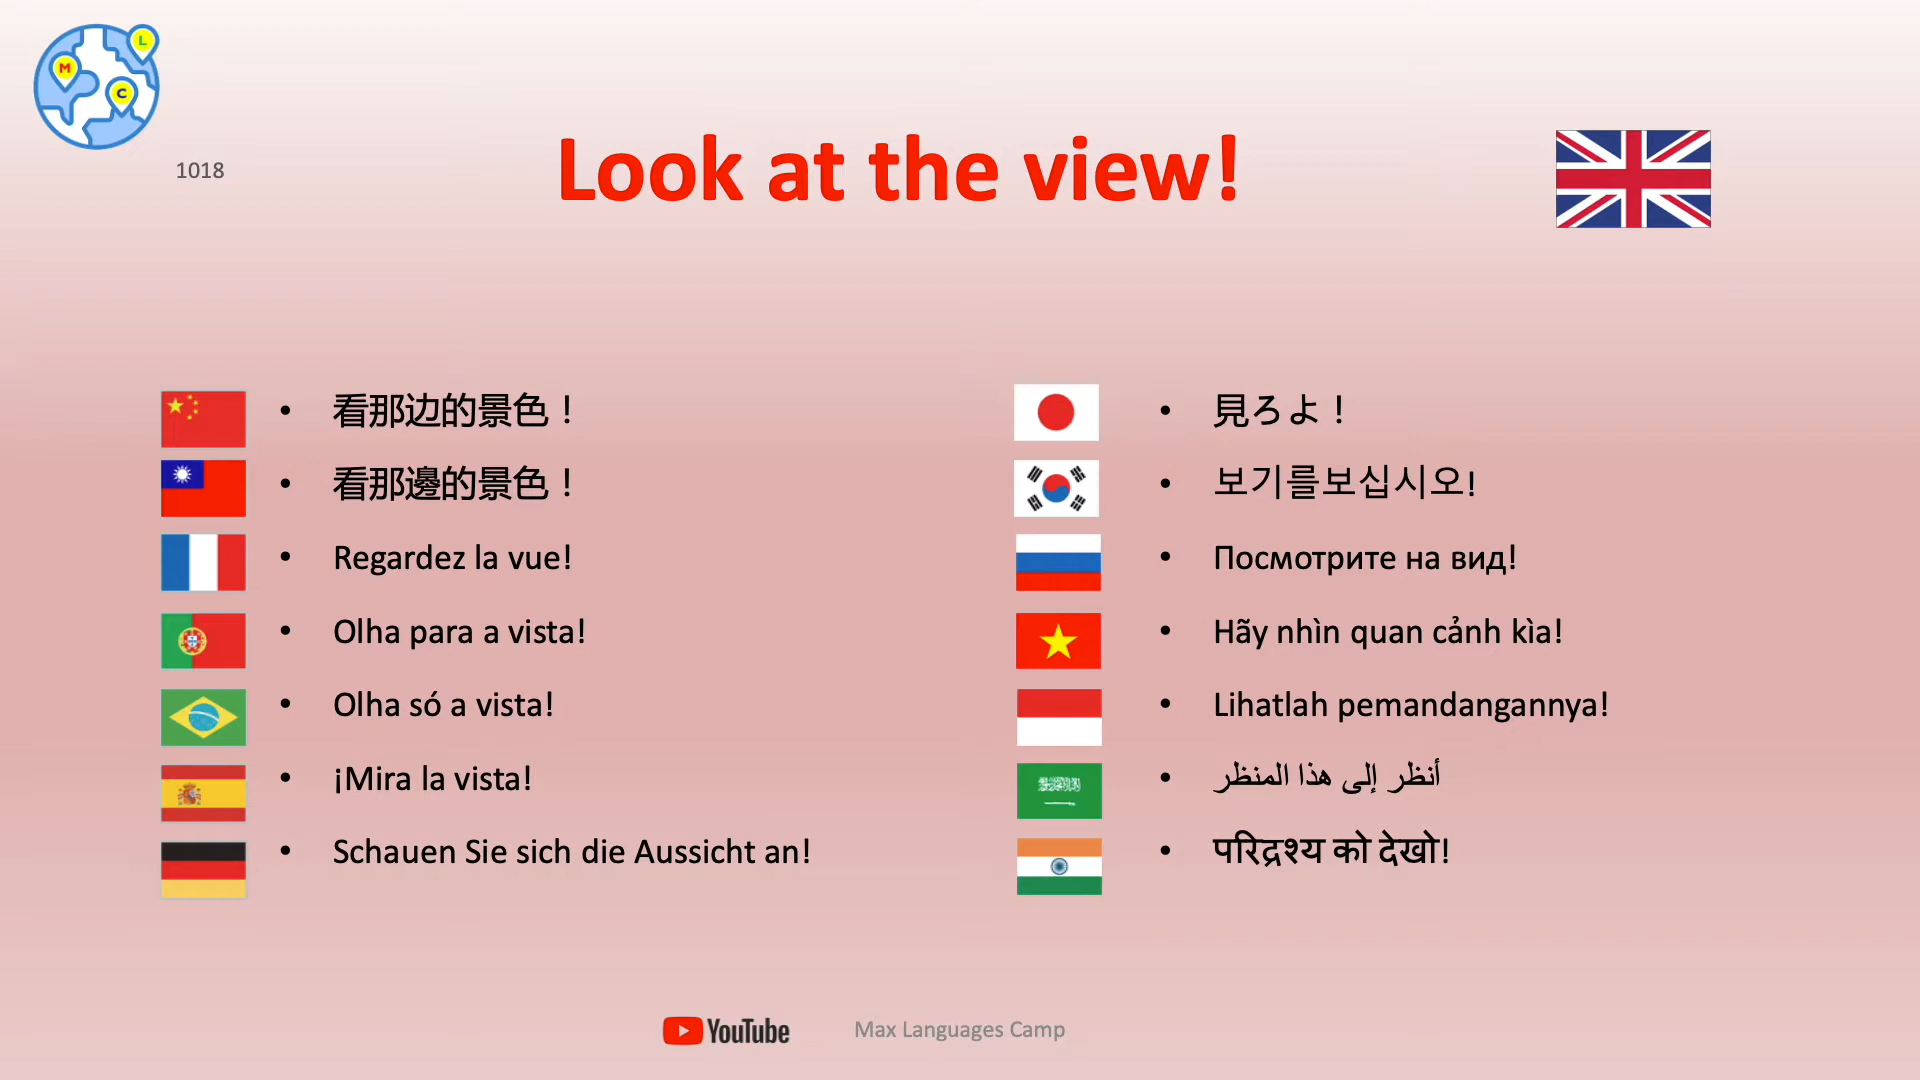 L
M
C
1018
Look at the view!
• 看那边的景色！
• 看那邊的景色！
• Regardez la vue!
• Olha para a vista!
• Olha só a vista!
• ¡Mira la vista!
• Schauen Sie sich die Aussicht an!
• 見ろよ！
• 보기를보십시오!
• Посмотрите на вид!
• Hãy nhìn quan cảnh kìa!
• Lihatlah pemandangannya!
• أنظر إلى هذا المنظر
• परिद्रश्य को देखो!
YouTube
Max Languages Camp